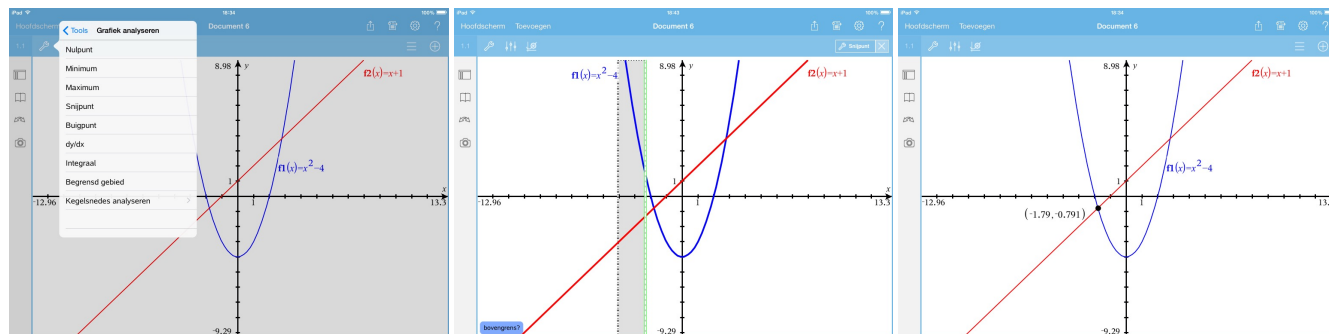 iPad 18:34 100%
Hoofdscherm Document 6 ?
1.1
Tools Grafiek analyseren
Nulpunt
Minimum
Maximum
Snijpunt
Buigpunt
dy/dx
Integraal
Begrensd gebied
Kegelsnedes analyseren
8.98 y
f2(x)=x+1
f1(x)=x²-4
1
x
-12.96 1 13.3
-9.29
iPad 18:43 100%
Hoofdscherm Toevoegen Document 6 ?
1.1 Snijpunt
8.98 y
f1(x)=x²-4
f2(x)=x+1
1
x
-12.96 1 13.3
bovengrens?
-9.29
iPad 18:34 100%
Hoofdscherm Toevoegen Document 6 ?
1.1
8.98 y
f2(x)=x+1
f1(x)=x²-4
1
-12.96 1 13.3
(-1.79,-0.791)
-9.29